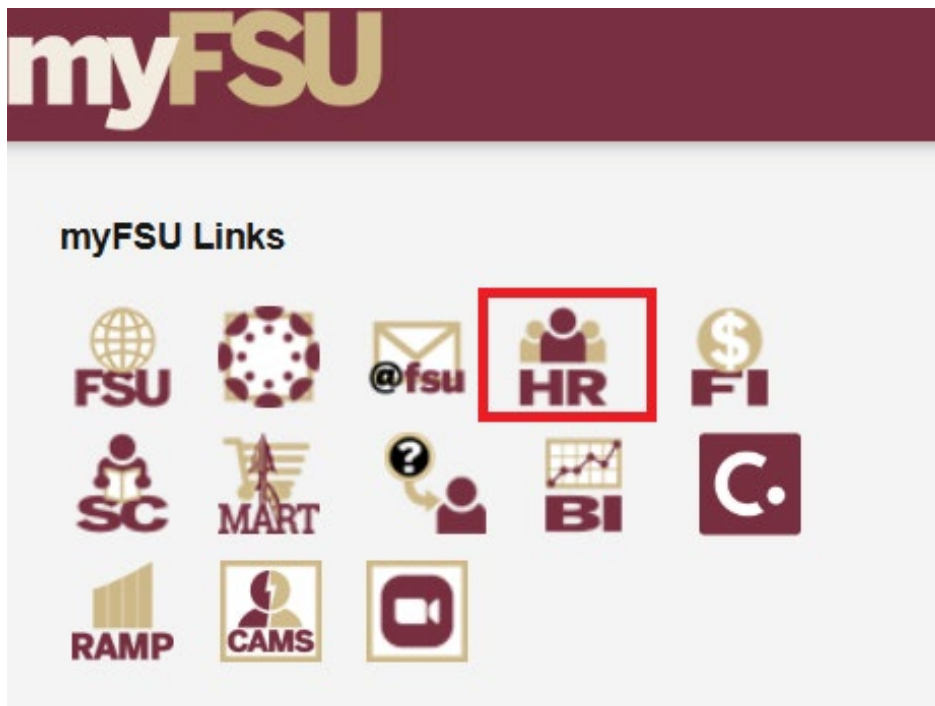 myFSU
myFSU Links
FSU
@fsu
HR
$ FI
SC
MART
?
BI
C.
RAMP
CAMS